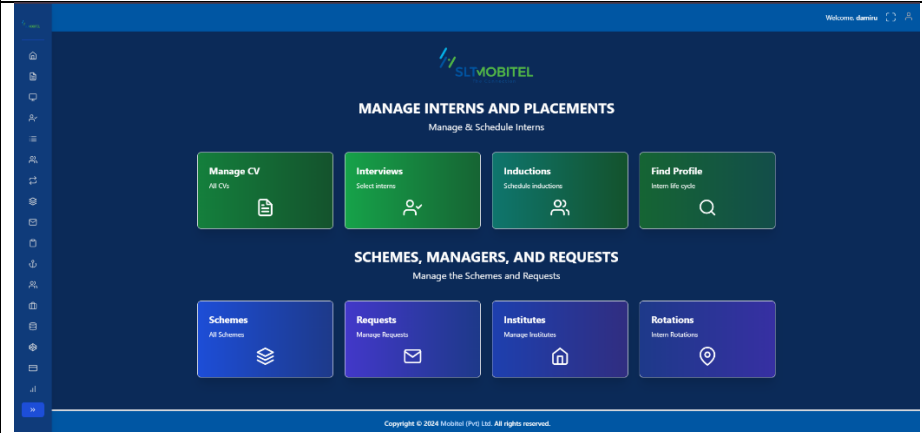 Welcome, damiru
SLTMOBITEL
MANAGE INTERNS AND PLACEMENTS
Manage & Schedule Interns
Manage CV
All CVs
Interviews
Select interns
Inductions
Schedule inductions
Find Profile
Intern life cycle
SCHEMES, MANAGERS, AND REQUESTS
Manage the Schemes and Requests
Schemes
All Schemes
Requests
Manage Requests
Institutes
Manage Institutes
Rotations
Intern Rotations
Copyright © 2024 Mobitel (Pvt) Ltd. All rights reserved.